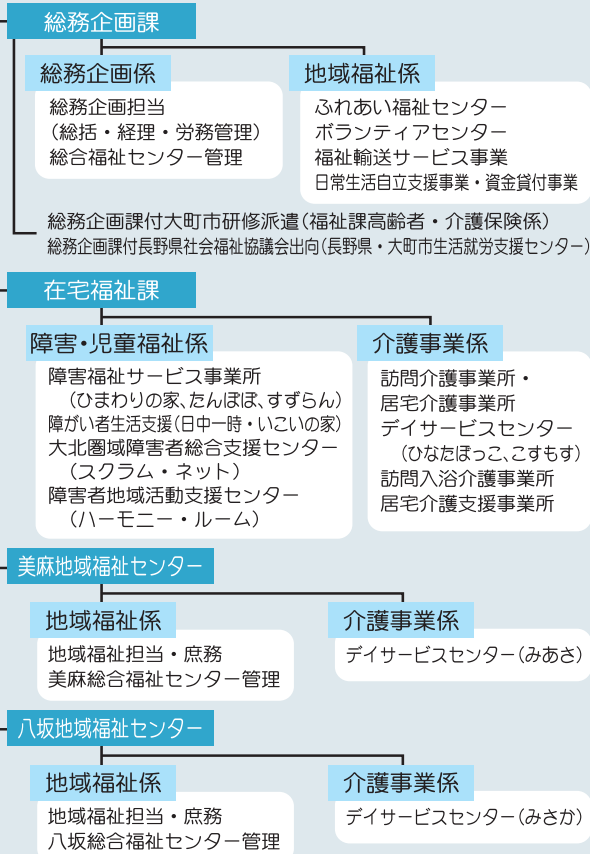 総務企画課
総務企画係
総務企画担当
（総括・経理・労務管理）
総合福祉センター管理
地域福祉係
ふれあい福祉センター
ボランティアセンター
福祉輸送サービス事業
日常生活自立支援事業・資金貸付事業
総務企画課付大町市研修派遣（福祉課高齢者・介護保険係）
総務企画課付長野県社会福祉協議会出向（長野県・大町市生活就労支援センター）
在宅福祉課
障害・児童福祉係
障害福祉サービス事業所
（ひまわりの家、たんぽぽ、すずらん）
障がい者生活支援（日中一時・いこいの家）
大北圏域障害者総合支援センター
（スクラム・ネット）
障害者地域活動支援センター
（ハーモニー・ルーム）
介護事業係
訪問介護事業所・
居宅介護事業所
デイサービスセンター
（ひなたぼっこ、こすもす）
訪問入浴介護事業所
居宅介護支援事業所
美麻地域福祉センター
地域福祉係
地域福祉担当・庶務
美麻総合福祉センター管理
介護事業係
デイサービスセンター（みあさ）
八坂地域福祉センター
地域福祉係
地域福祉担当・庶務
八坂総合福祉センター管理
介護事業係
デイサービスセンター（みさか）